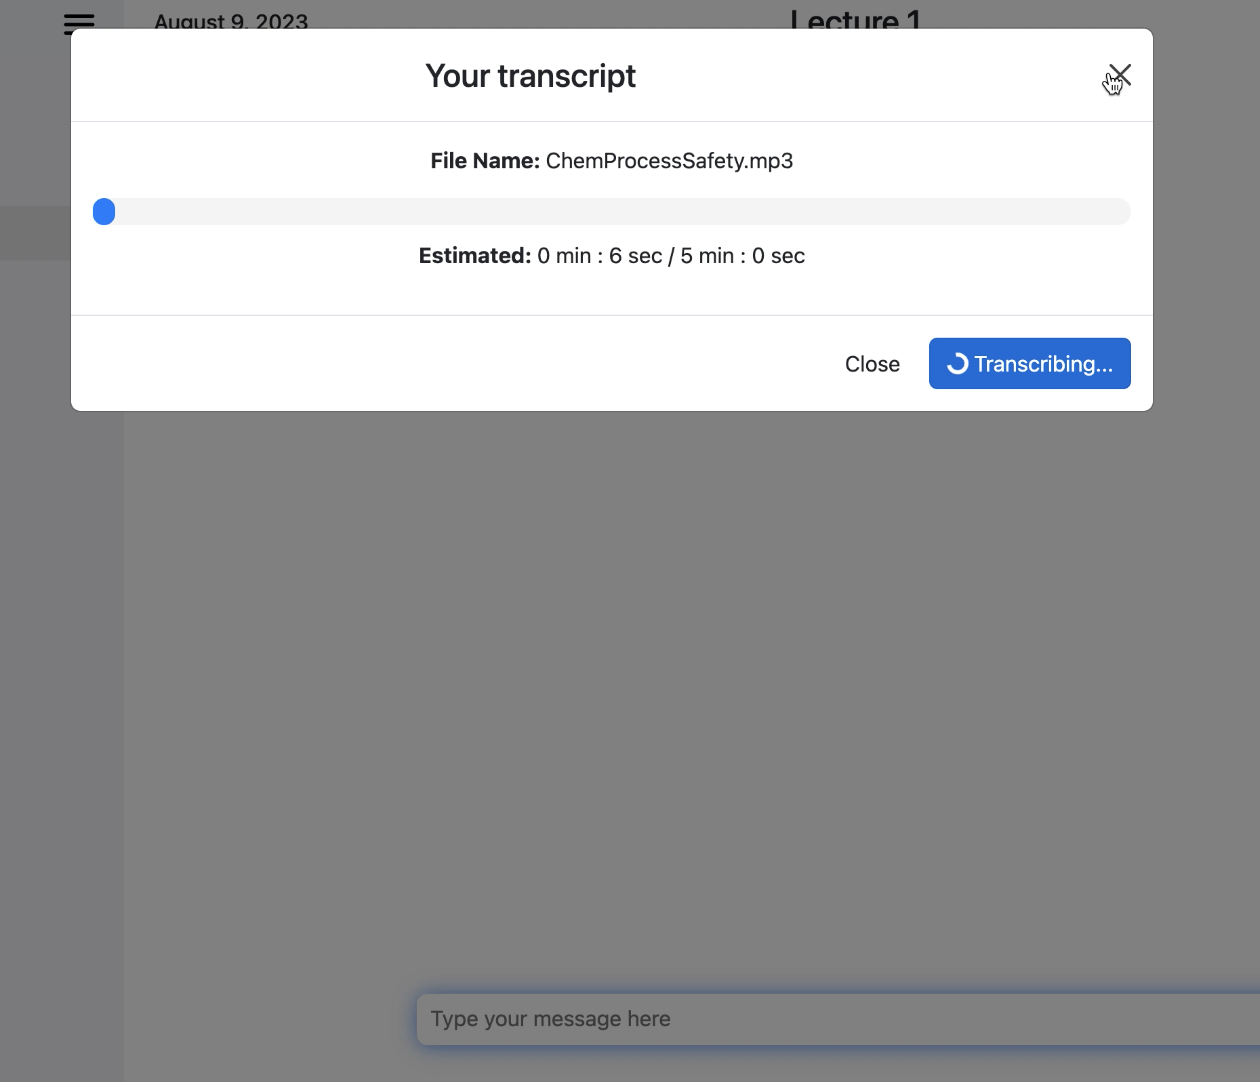 August 9, 2023
Lecture 1
Your transcript
File Name: ChemProcessSafety.mp3
Estimated: 0 min : 6 sec / 5 min : 0 sec
Close
Transcribing...
Type your message here